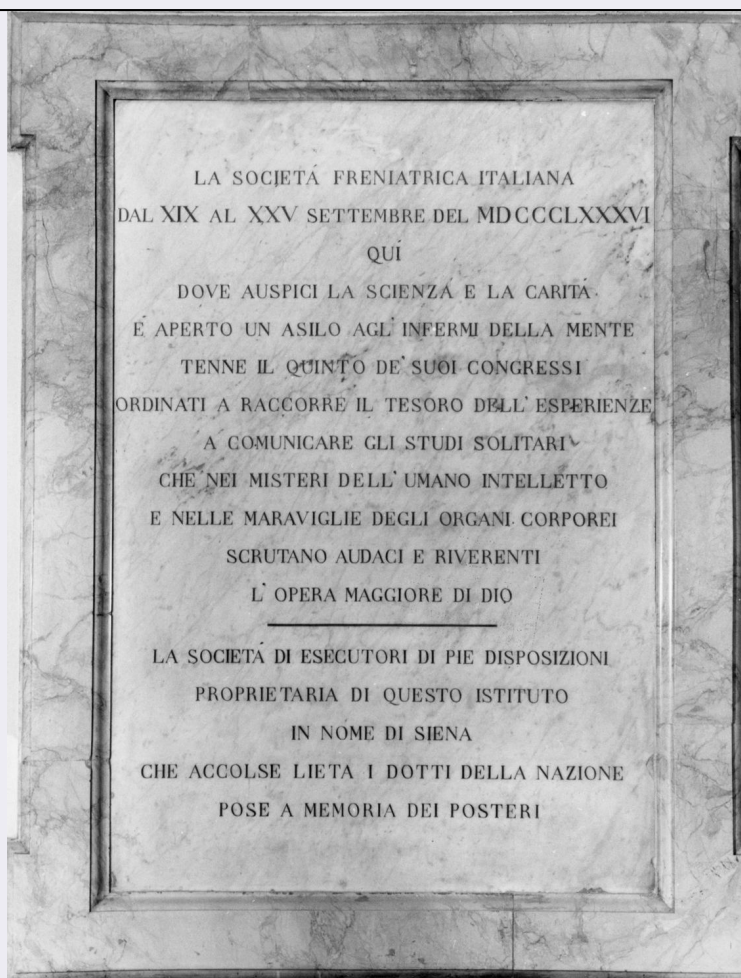 LA SOCIETÁ FRENIATRICA ITALIANA
DAL XIX AL XXV SETTEMBRE DEL MDCCCLXXXVI
QUÍ
DOVE AUSPICI LA SCIENZA E LA CARITÁ
É APERTO UN ASILO AGL' INFERMI DELLA MENTE
TENNE IL QUINTO DE' SUOI CONGRESSI
ORDINATI A RACCORRE IL TESORO DELL' ESPERIENZE
A COMUNICARE GLI STUDI SOLITARI
CHE NEI MISTERI DELL' UMANO INTELLETTO
E NELLE MARAVIGLIE DEGLI ORGANI CORPOREI
SCRUTANO AUDACI E RIVERENTI
L' OPERA MAGGIORE DI DIO
LA SOCIETÁ DI ESECUTORI DI PIE DISPOSIZIONI
PROPRIETARIA DI QUESTO ISTITUTO
IN NOME DI SIENA
CHE ACCOLSE LIETA I DOTTI DELLA NAZIONE
POSE A MEMORIA DEI POSTERI